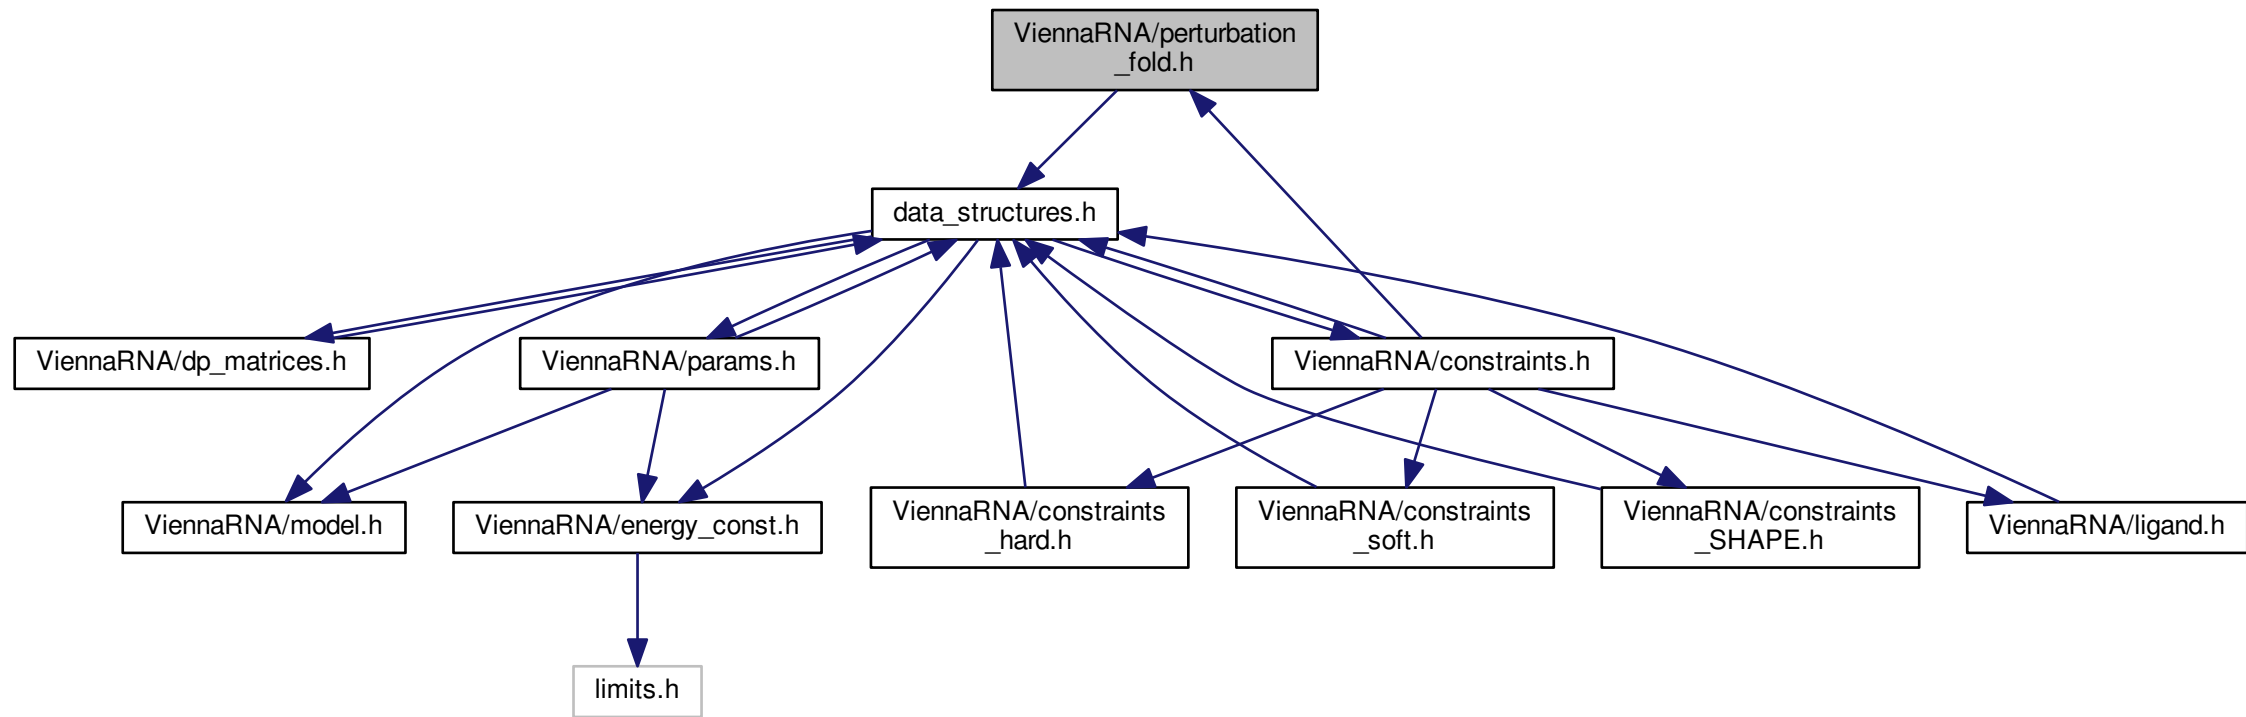 ViennaRNA/perturbation
_fold.h
data_structures.h
ViennaRNA/dp_matrices.h
ViennaRNA/params.h
ViennaRNA/constraints.h
ViennaRNA/model.h
ViennaRNA/energy_const.h
ViennaRNA/constraints
_hard.h
ViennaRNA/constraints
_soft.h
ViennaRNA/constraints
_SHAPE.h
ViennaRNA/ligand.h
limits.h